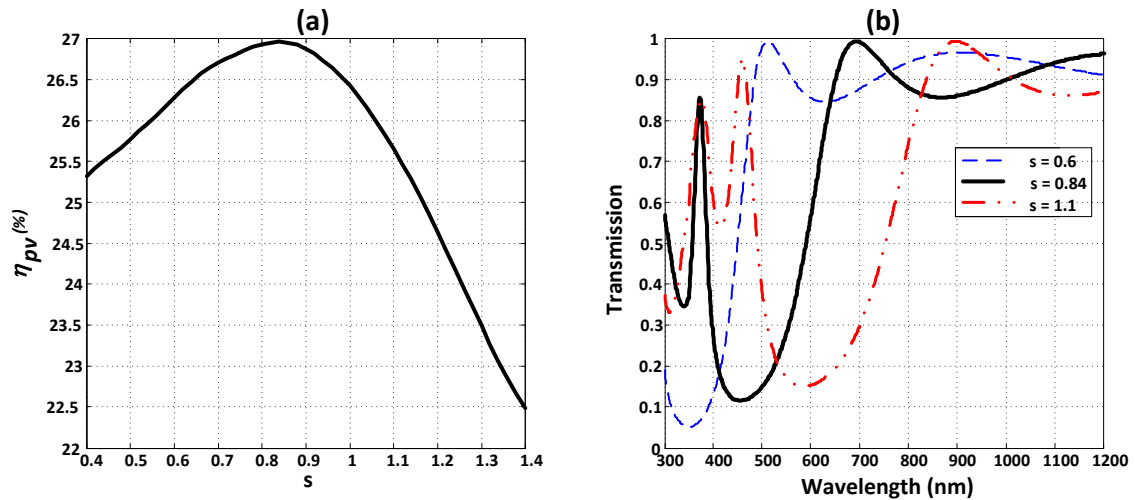 (a)
27
26.5
26
25.5
25
24.5
24
23.5
23
22.5
22
0.4 0.5 0.6 0.7 0.8 0.9 1 1.1 1.2 1.3 1.4
s
ηpv (%)
(b)
1
0.9
0.8
0.7
0.6
0.5
0.4
0.3
0.2
0.1
0
300 400 500 600 700 800 900 1000 1100 1200
Wavelength (nm)
Transmission
s = 0.6
s = 0.84
s = 1.1